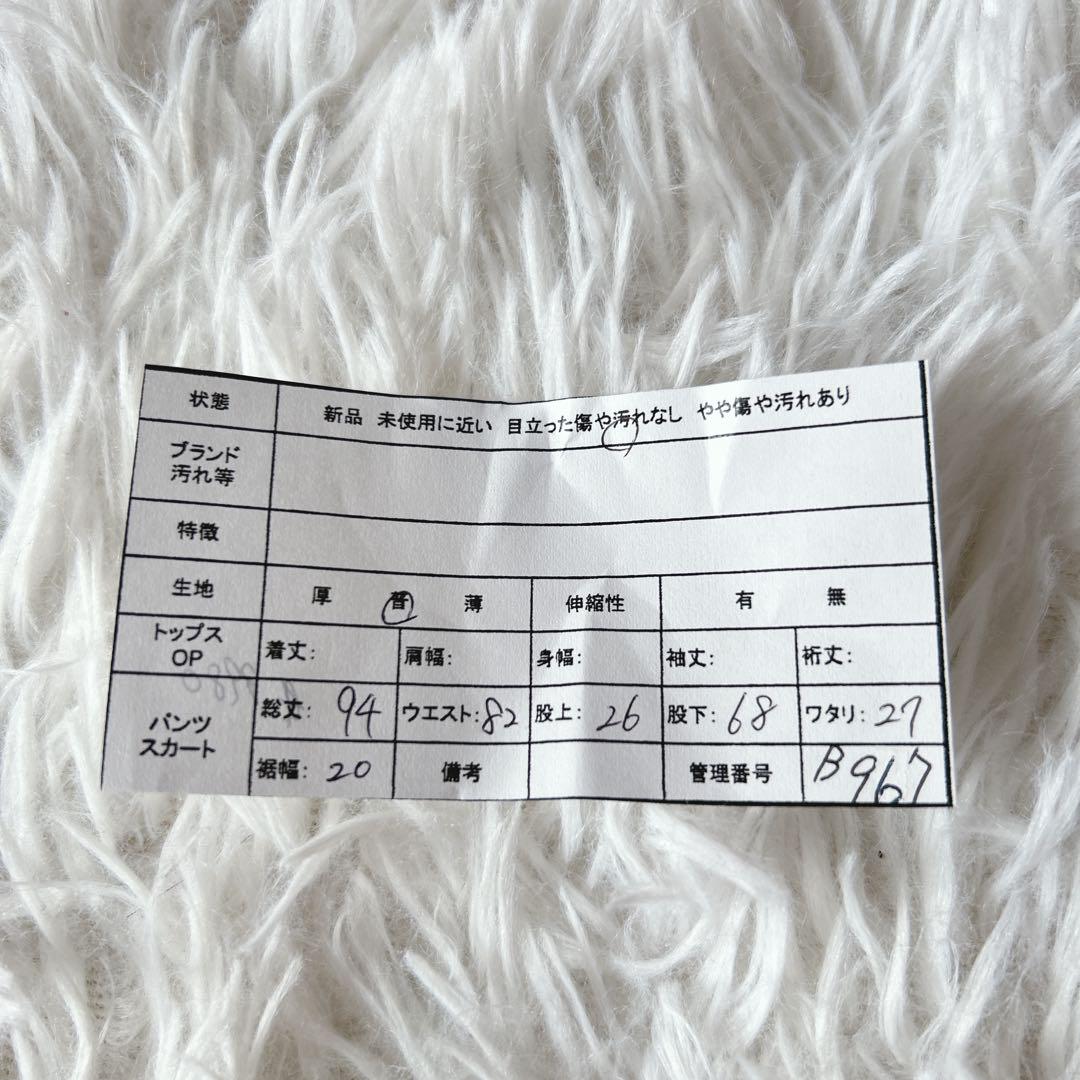 状態 新品 未使用に近い 目立った傷や汚れなし やや傷や汚れあり
ブランド
汚れ等
特徴
生地 厚 普 薄 伸縮性 有 無
トップス
OP
着丈: 肩幅: 身幅: 袖丈: 裄丈:
パンツ
スカート
総丈: 94 ウエスト: 82 股上: 26 股下: 68 ワタリ: 27
裾幅: 20 備考 管理番号 B967